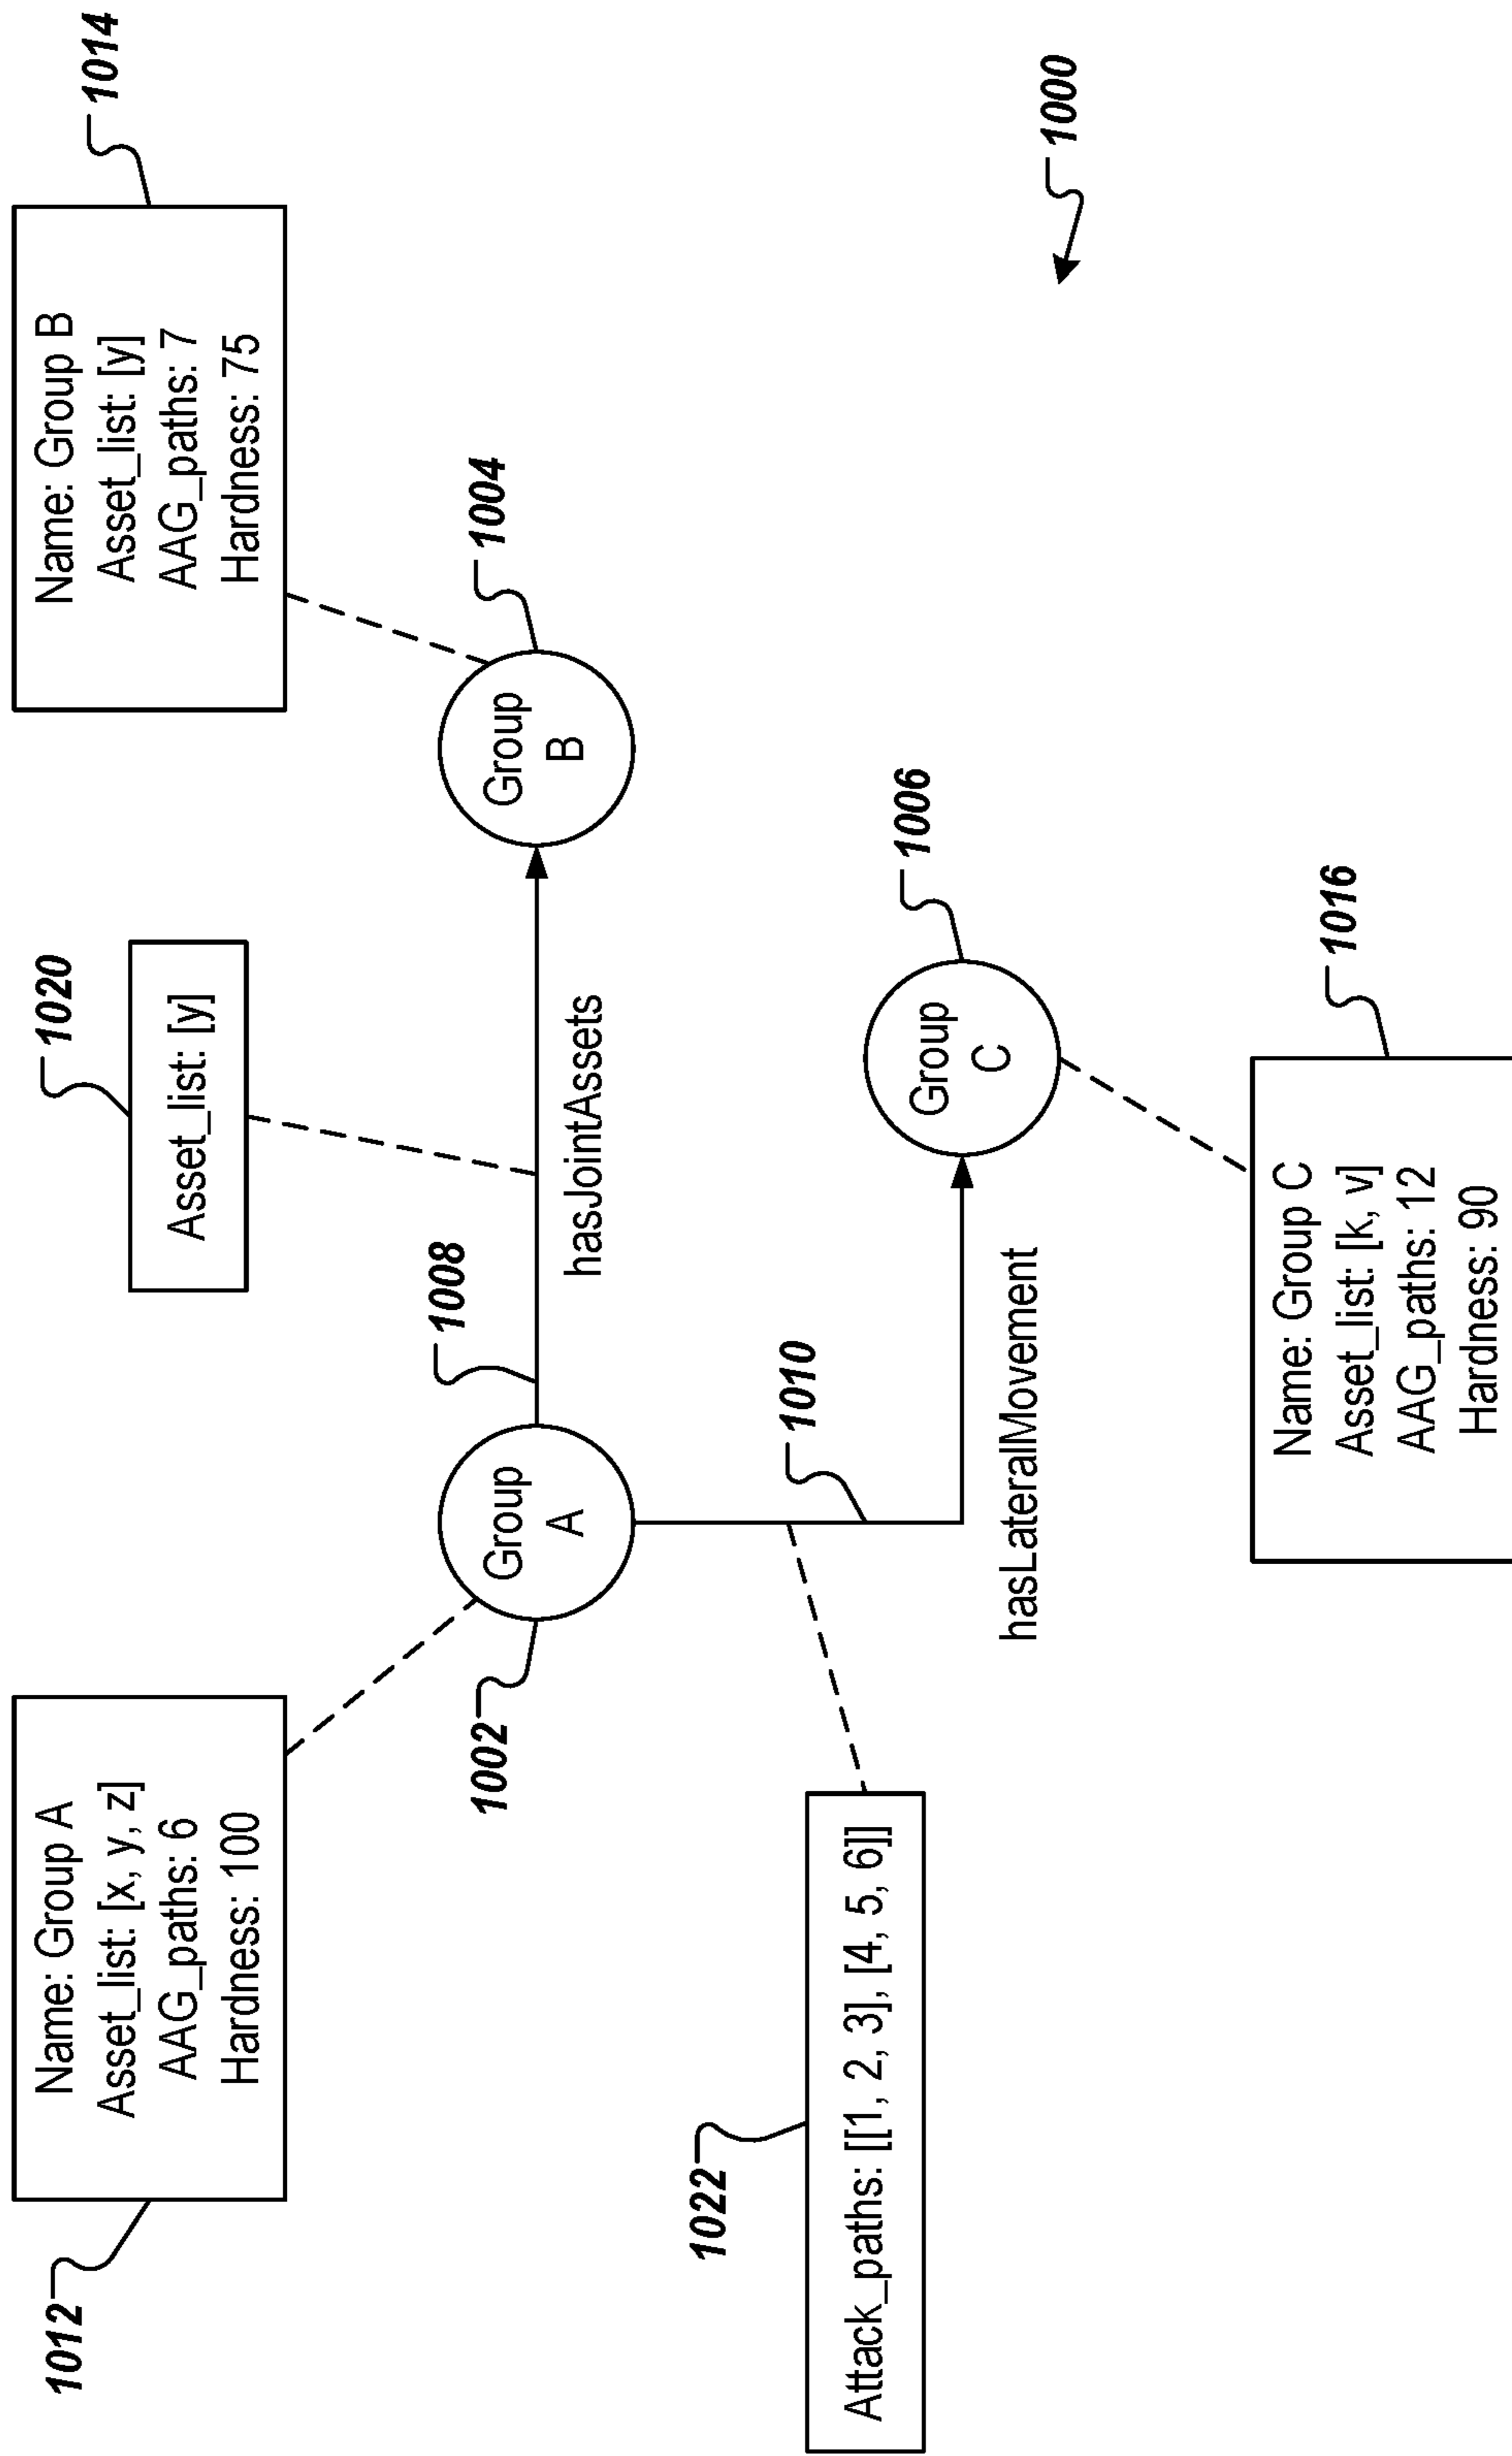 1012
Name: Group A
Asset_list: [x, y, z]
AAG_paths: 6
Hardness: 100
1020
Asset_list: [y]
1014
Name: Group B
Asset_list: [y]
AAG_paths: 7
Hardness: 75
1002
Group
A
1008
hasJointAssets
Group
B
1004
1022
Attack_paths: [[1, 2, 3], [4, 5, 6]]
1010
hasLateralMovement
Group
C
1006
1000
Name: Group C
Asset_list: [k, v]
AAG_paths: 12
Hardness: 90
1016